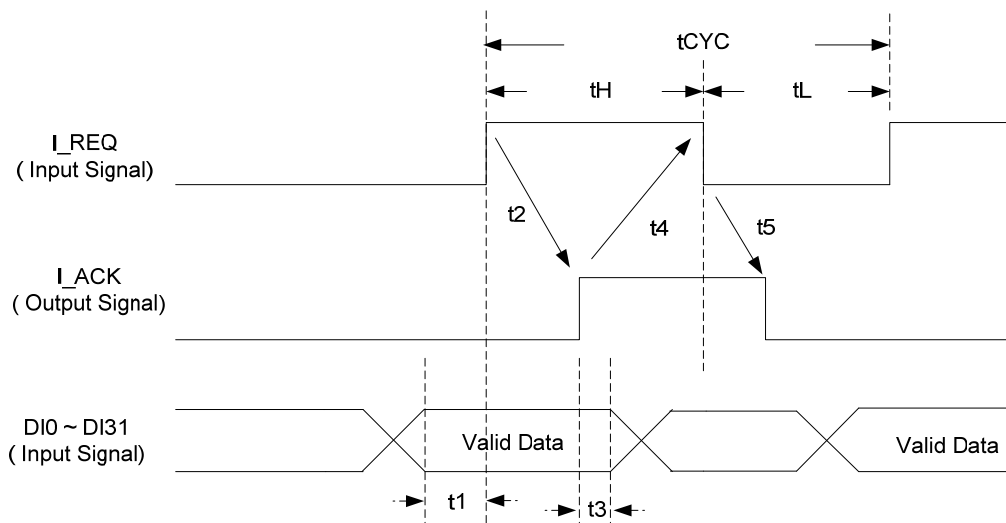 tCYC
tH
tL
I_REQ
( Input Signal)
t2
t4
t5
I_ACK
( Output Signal)
DI0 ~ DI31
( Input Signal)
Valid Data
Valid Data
t1
t3